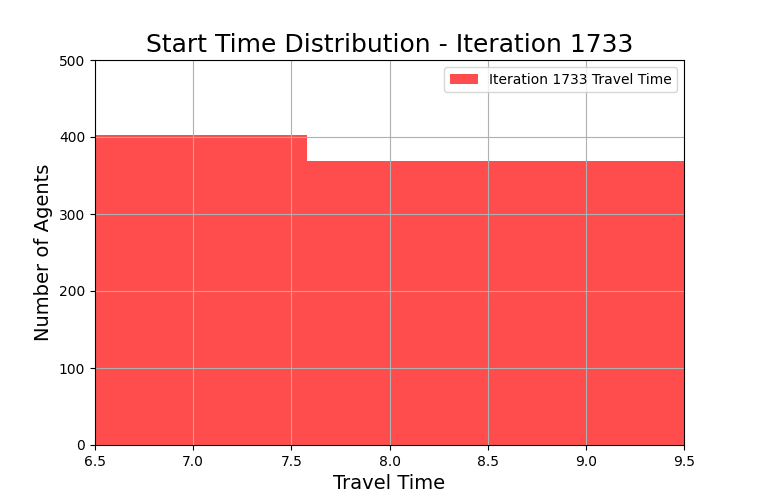 Start Time Distribution - Iteration 1733
Iteration 1733 Travel Time
Number of Agents
500
400
300
200
100
0
6.5 7.0 7.5 8.0 8.5 9.0 9.5
Travel Time